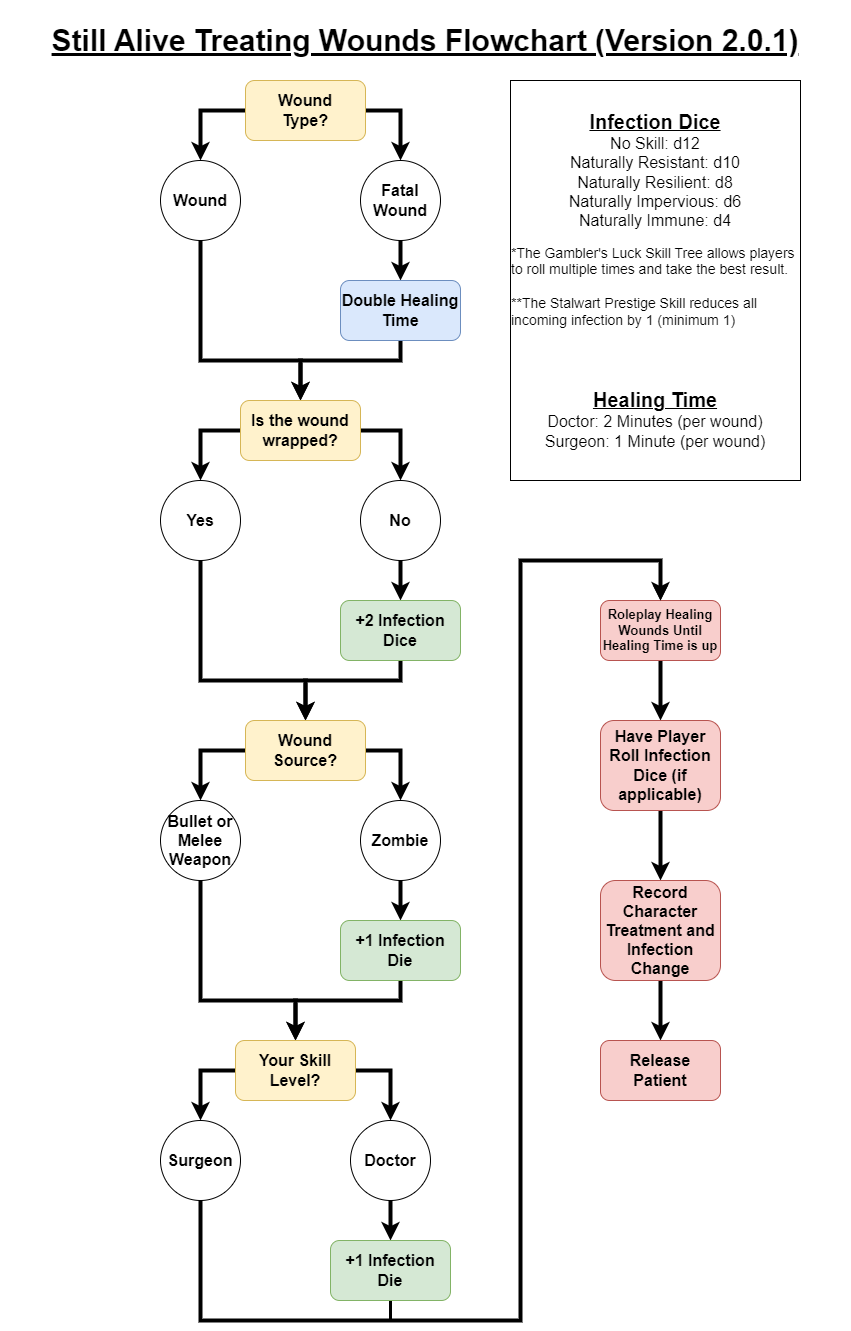 Still Alive Treating Wounds Flowchart (Version 2.0.1)
Wound
Type?
Wound
Fatal
Wound
Double Healing
Time
Is the wound
wrapped?
Yes
No
+2 Infection
Dice
Wound
Source?
Bullet or
Melee
Weapon
Zombie
+1 Infection
Die
Your Skill
Level?
Surgeon
Doctor
+1 Infection
Die
Infection Dice
No Skill: d12
Naturally Resistant: d10
Naturally Resilient: d8
Naturally Impervious: d6
Naturally Immune: d4
*The Gambler's Luck Skill Tree allows players
to roll multiple times and take the best result.
**The Stalwart Prestige Skill reduces all
incoming infection by 1 (minimum 1)
Healing Time
Doctor: 2 Minutes (per wound)
Surgeon: 1 Minute (per wound)
Roleplay Healing
Wounds Until
Healing Time is up
Have Player
Roll Infection
Dice (if
applicable)
Record
Character
Treatment and
Infection
Change
Release
Patient